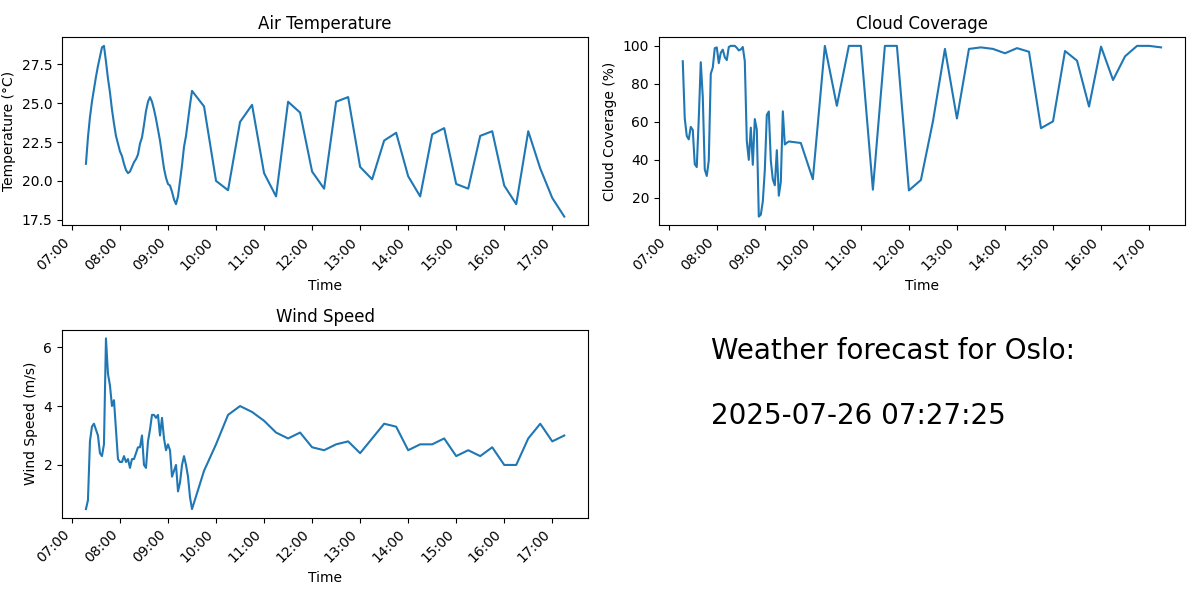 Air Temperature
Temperature (°C)
27.5
25.0
22.5
20.0
17.5
07:00 08:00 09:00 10:00 11:00 12:00 13:00 14:00 15:00 16:00 17:00
Time
Cloud Coverage
Cloud Coverage (%)
100
80
60
40
20
07:00 08:00 09:00 10:00 11:00 12:00 13:00 14:00 15:00 16:00 17:00
Time
Wind Speed
Wind Speed (m/s)
6
4
2
07:00 08:00 09:00 10:00 11:00 12:00 13:00 14:00 15:00 16:00 17:00
Time
Weather forecast for Oslo:
2025-07-26 07:27:25